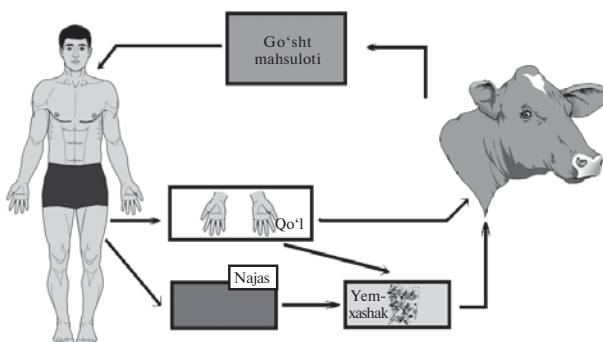 Go‘sht
mahsuloti
Qo‘l
Najas
Yem-
xashak